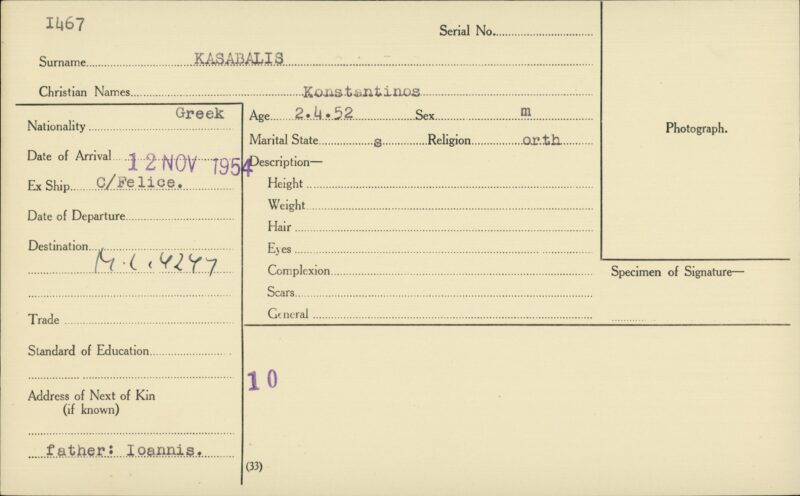 I467
Serial No.
Surname KASABALIS
Christian Names Konstantinos
Nationality Greek
Date of Arrival 12 NOV 1954
Ex Ship C/Felice.
Date of Departure
Destination
M.C.4247
Trade
Standard of Education
Address of Next of Kin
(if known)
father: Ioannis.
Age 2.4.52 Sex m
Marital State s Religion orth
Description—
Height
Weight
Hair
Eyes
Complexion
Scars
General
10
(33)
Photograph.
Specimen of Signature—